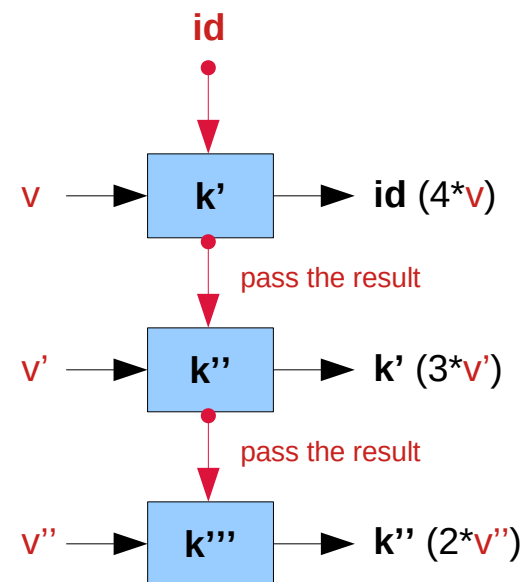 id
v k’ id (4*v)
pass the result
v’ k’’ k’ (3*v’)
pass the result
v’’ k’’’ k’’ (2*v’’)